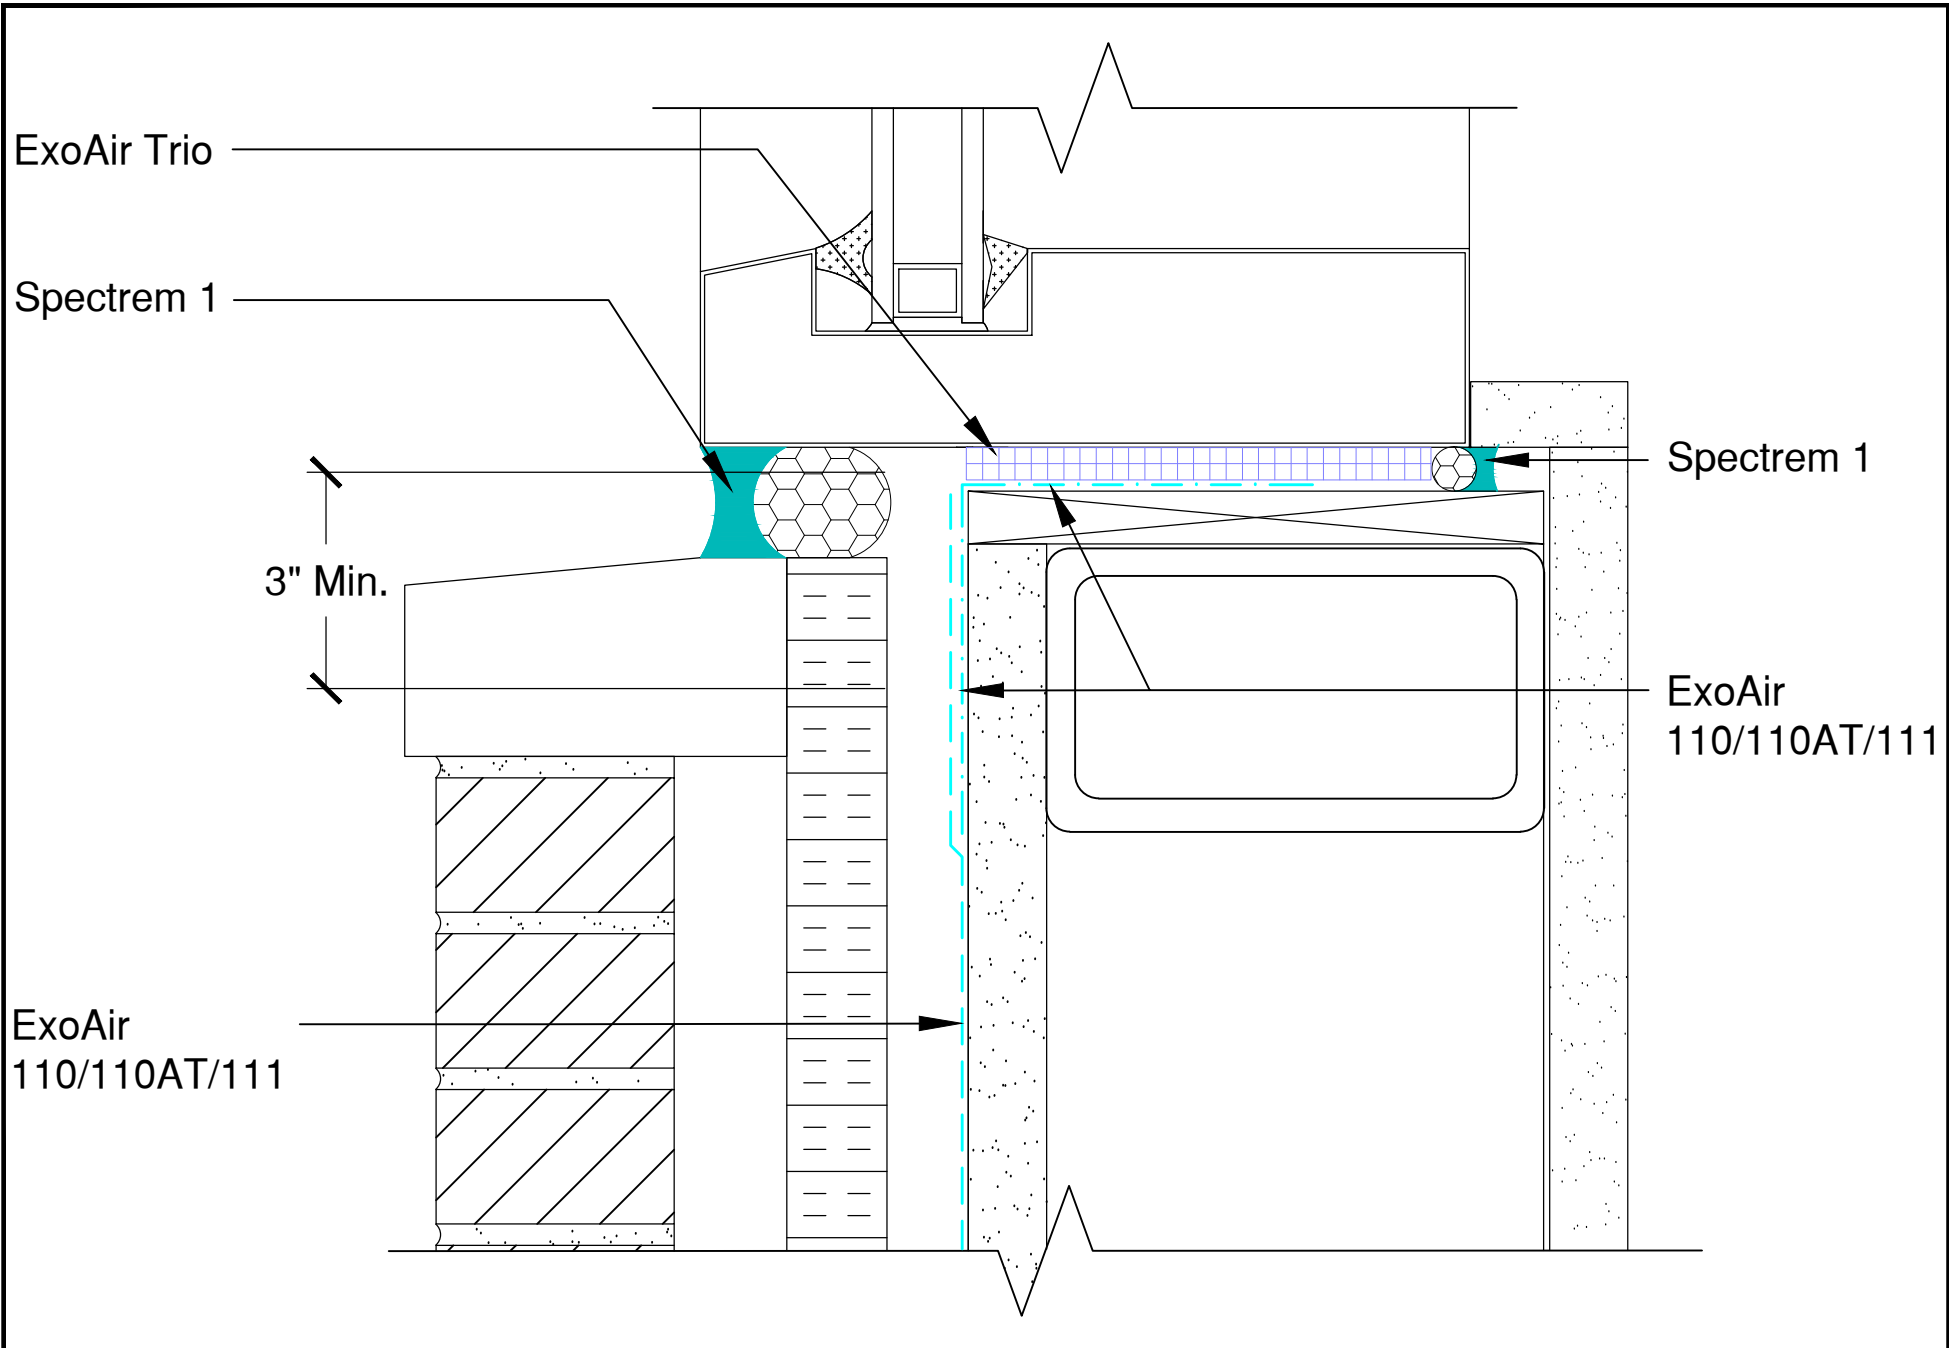 ExoAir Trio
Spectrem 1
Spectrem 1
3" Min.
ExoAir
110/110AT/111
ExoAir
110/110AT/111